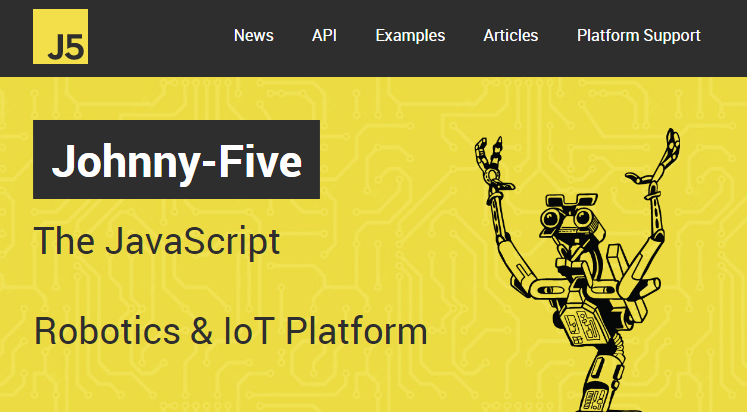 J5
News API Examples Articles Platform Support
Johnny-Five
The JavaScript
Robotics & IoT Platform